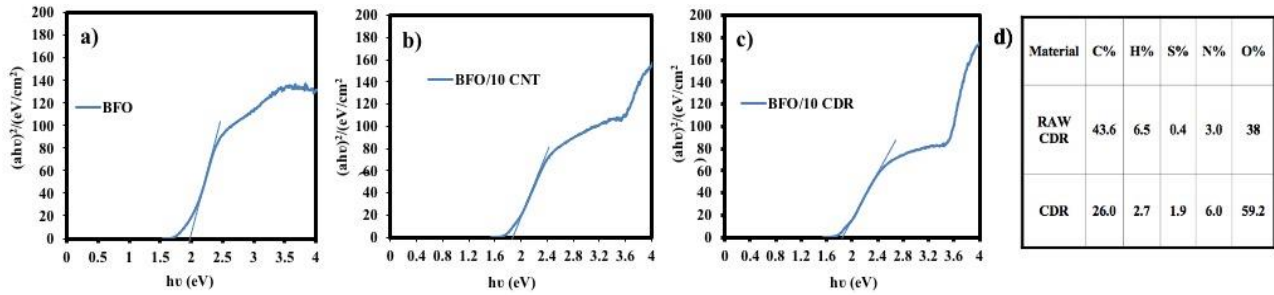 a)
BFO
(ahυ)²/(eV/cm²
200
180
160
140
120
100
80
60
40
20
0
0 0.5 1 1.5 2 2.5 3 3.5 4
hυ (eV)
b)
BFO/10 CNT
(ahυ)²/(eV/cm²
)
200
180
160
140
120
100
80
60
40
20
0
0 0.4 0.8 1.2 1.6 2 2.4 2.8 3.2 3.6 4
hυ (eV)
c)
BFO/10 CDR
(ahυ)²/(eV/cm²
)
200
180
160
140
120
100
80
60
40
20
0
0 0.4 0.8 1.2 1.6 2 2.4 2.8 3.2 3.6 4
hυ (eV)
d)
Material C% H% S% N% O%
RAW CDR 43.6 6.5 0.4 3.0 38
CDR 26.0 2.7 1.9 6.0 59.2